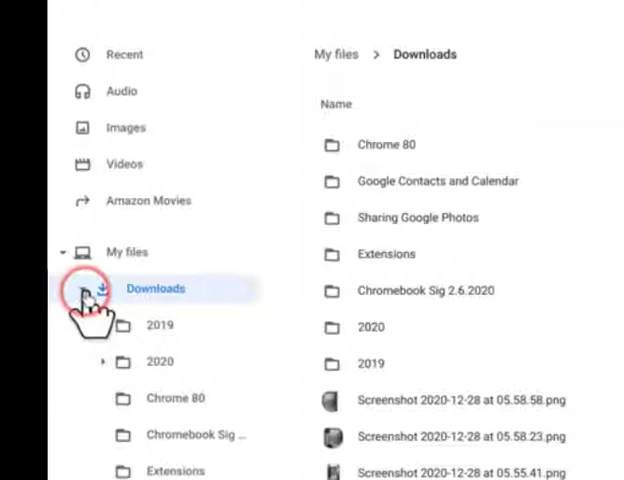 Recent
Audio
Images
Videos
Amazon Movies
My files
Downloads
2019
2020
Chrome 80
Chromebook Sig ...
Extensions
My files > Downloads
Name
Chrome 80
Google Contacts and Calendar
Sharing Google Photos
Extensions
Chromebook Sig 2.6.2020
2020
2019
Screenshot 2020-12-28 at 05.58.58.png
Screenshot 2020-12-28 at 05.58.23.png
Screenshot 2020-12-28 at 05.55.41.png